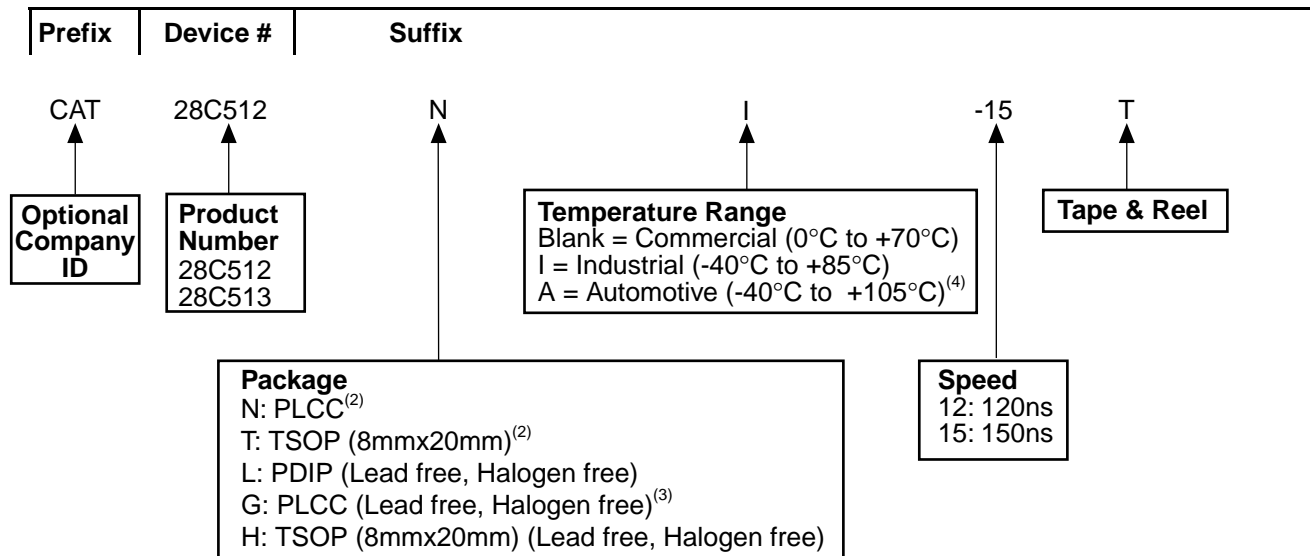 Prefix Device # Suffix
CAT 28C512 N I -15 T
Optional
Company
ID
Product
Number
28C512
28C513
Temperature Range
Blank = Commercial (0°C to +70°C)
I = Industrial (-40°C to +85°C)
A = Automotive (-40°C to +105°C)(4)
Tape & Reel
Package
N: PLCC(2)
T: TSOP (8mmx20mm)(2)
L: PDIP (Lead free, Halogen free)
G: PLCC (Lead free, Halogen free)(3)
H: TSOP (8mmx20mm) (Lead free, Halogen free)
Speed
12: 120ns
15: 150ns